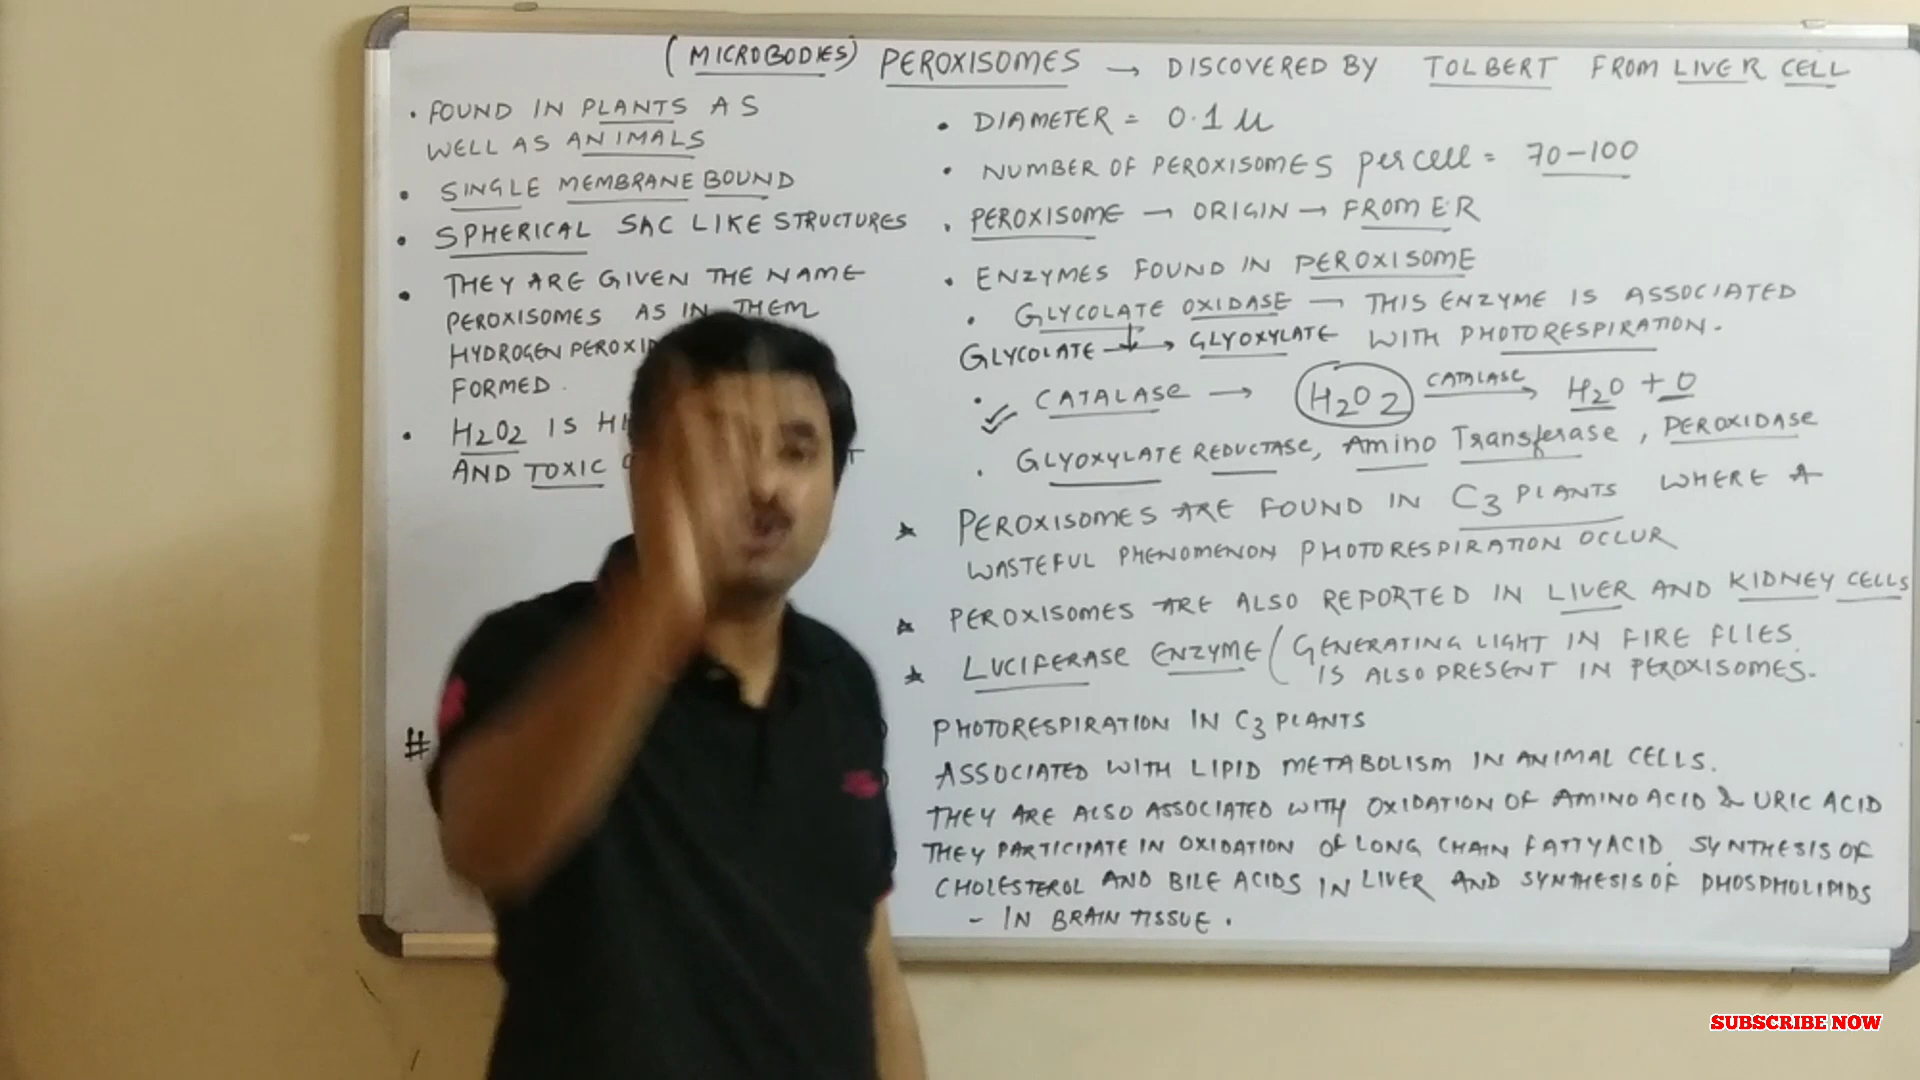 (MICROBODIES) PEROXISOMES → DISCOVERED BY TOLBERT FROM LIVER CELL
• FOUND IN PLANTS AS
WELL AS ANIMALS
• SINGLE MEMBRANE BOUND
• SPHERICAL SAC LIKE STRUCTURES
• THEY ARE GIVEN THE NAME
PEROXISOMES AS IN THEM
HYDROGEN
FORMED.
• H2O2 IS
AND TOXIC
#
• DIAMETER = 0.1 µ
• NUMBER OF PEROXISOMES per cell = 70-100
• PEROXISOME → ORIGIN → FROM E.R
• ENZYMES FOUND IN PEROXISOME
• GLYCOLATE OXIDASE — THIS ENZYME IS ASSOCIATED
GLYCOLATE → GLYOXYLATE WITH PHOTORESPIRATION.
• CATALASE → H2O2 CATALASE → H2O + O
• GLYOXYLATE REDUCTASE, Amino Transferase, PEROXIDASE
★ PEROXISOMES ARE FOUND IN C3 PLANTS WHERE A
WASTEFUL PHENOMENON PHOTORESPIRATION OCCUR
★ PEROXISOMES ARE ALSO REPORTED IN LIVER AND KIDNEY CELLS
★ LUCIFERASE ENZYME (GENERATING LIGHT IN FIRE FLIES
IS ALSO PRESENT IN PEROXISOMES.
PHOTORESPIRATION IN C3 PLANTS
ASSOCIATED WITH LIPID METABOLISM IN ANIMAL CELLS.
THEY ARE ALSO ASSOCIATED WITH OXIDATION OF AMINO ACID & URIC ACID
THEY PARTICIPATE IN OXIDATION OF LONG CHAIN FATTY ACID, SYNTHESIS OF
CHOLESTEROL AND BILE ACIDS IN LIVER AND SYNTHESIS OF PHOSPHOLIPIDS
- IN BRAIN TISSUE.
SUBSCRIBE NOW